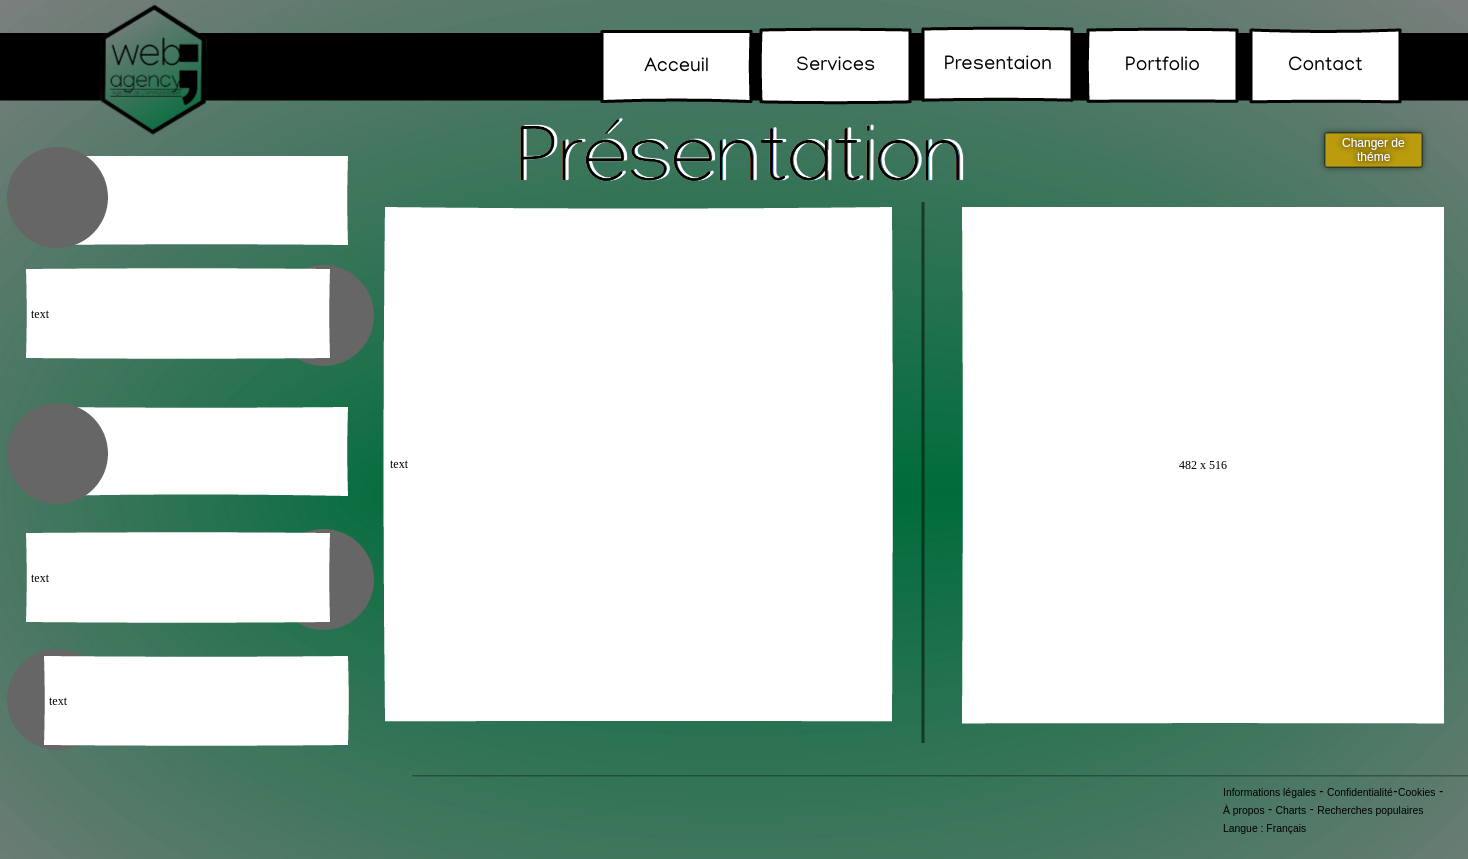 web
agency
Acceuil
Services
Presentaion
Portfolio
Contact
Présentation
Changer de
théme
text
text
text
text
482 x 516
Informations légales - Confidentialité-Cookies -
À propos - Charts - Recherches populaires
Langue : Français